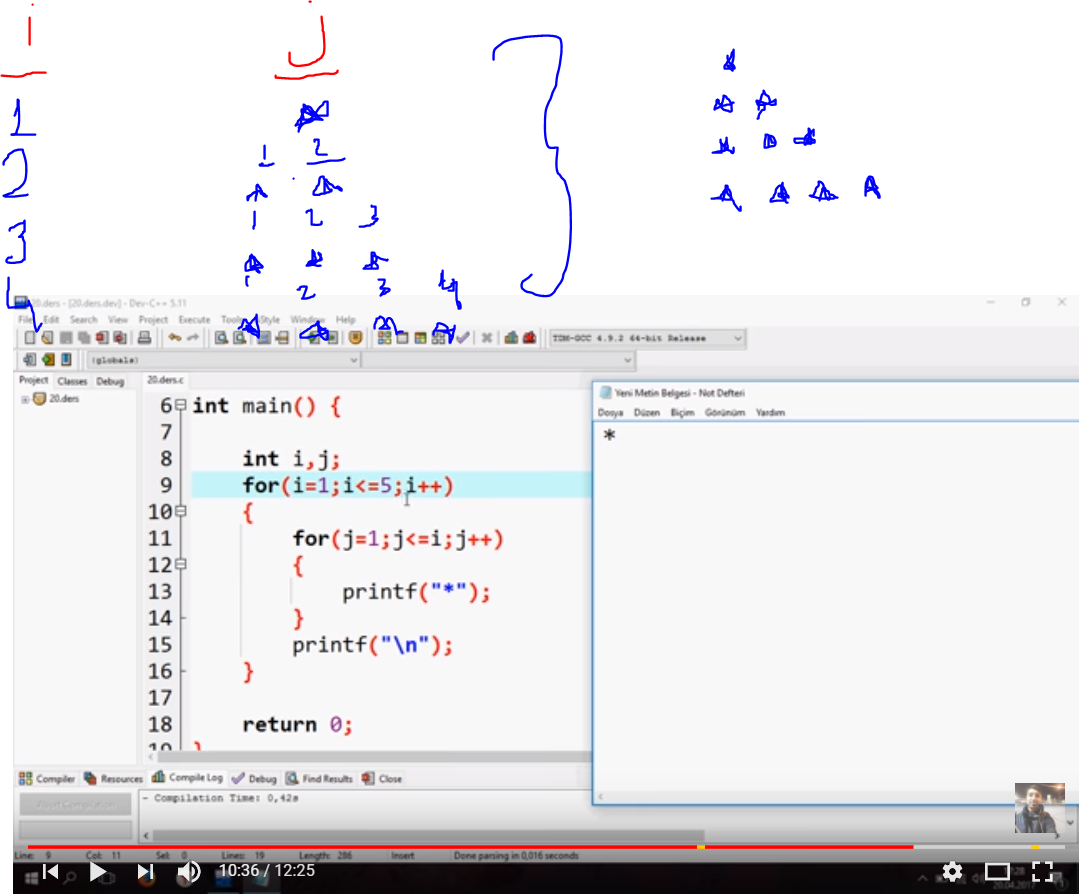 i j
1
1 2
2
1 2 3
3
1 2 3 4
4
20.ders - [20.ders.dev] - Dev-C++ 5.11
File Edit Search View Project Execute Tools AStyle Window Help
TDM-GCC 4.9.2 64-bit Release
(globals)
Project Classes Debug
20.ders.c
20.ders
6 int main() {
7
8 int i,j;
9 for(i=1;i<=5;i++)
10 {
11 for(j=1;j<=i;j++)
12 {
13 printf("*");
14 }
15 printf("\n");
16 }
17
18 return 0;
19 }
Yeni Metin Belgesi - Not Defteri
Dosya Düzen Biçim Görünüm Yardım
*
Compiler Resources Compile Log Debug Find Results Close
Abort Compilation
- Compilation Time: 0,42s
Line: 9 Col: 11 Sel: 0 Lines: 19 Length: 286 Insert Done parsing in 0,016 seconds
10:36 / 12:25
20.04.2017